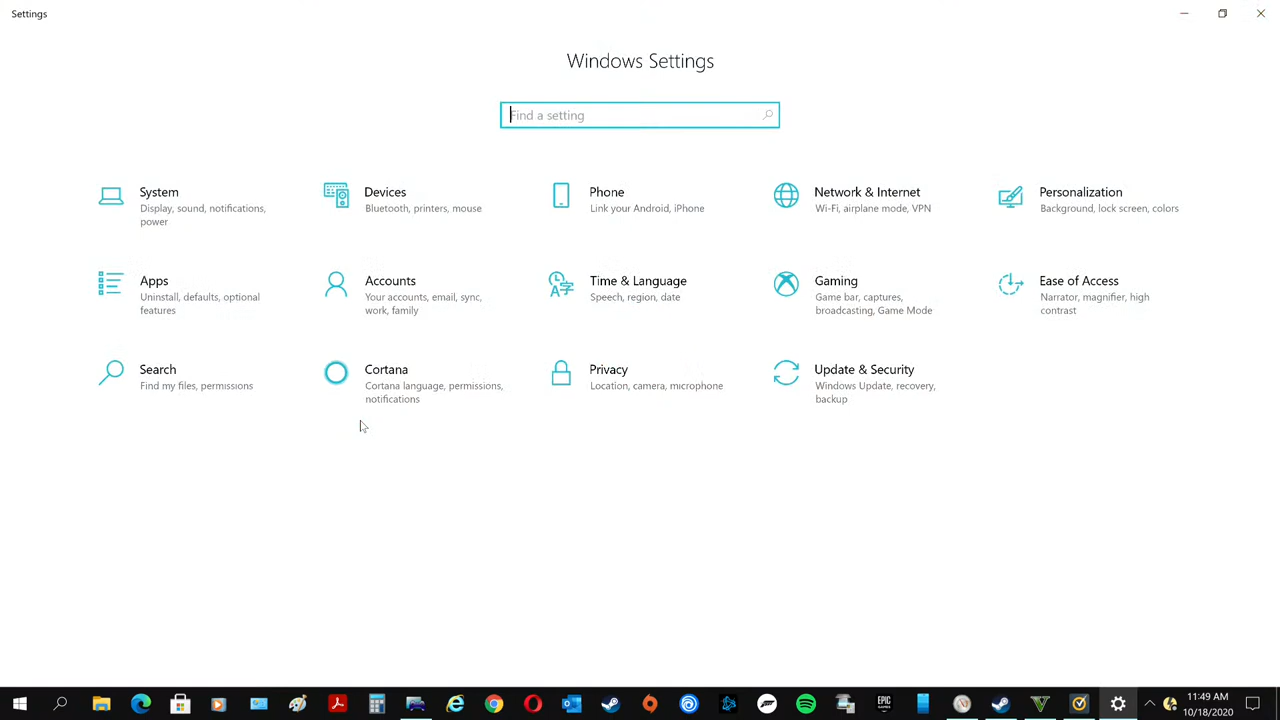 Settings
Windows Settings
Find a setting
System
Display, sound, notifications,
power
Devices
Bluetooth, printers, mouse
Phone
Link your Android, iPhone
Network & Internet
Wi-Fi, airplane mode, VPN
Personalization
Background, lock screen, colors
Apps
Uninstall, defaults, optional
features
Accounts
Your accounts, email, sync,
work, family
Time & Language
Speech, region, date
Gaming
Game bar, captures,
broadcasting, Game Mode
Ease of Access
Narrator, magnifier, high
contrast
Search
Find my files, permissions
Cortana
Cortana language, permissions,
notifications
Privacy
Location, camera, microphone
Update & Security
Windows Update, recovery,
backup
EPIC
11:49 AM
10/18/2020